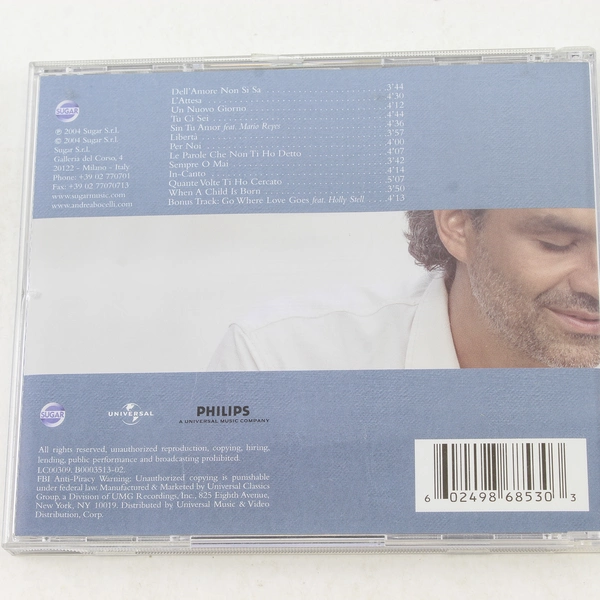 Dell'Amore Non Si Sa 3'44
L'Attesa 4'30
Un Nuovo Giorno 4'12
Tu Ci Sei 4'44
Sin Tu Amor feat. Mario Reyes 4'36
Libertà 3'57
Per Noi 4'00
Le Parole Che Non Ti Ho Detto 4'07
Sempre O Mai 3'42
In-Canto 4'14
Quante Volte Ti Ho Cercato 5'07
When A Child Is Born 3'50
Bonus Track: Go Where Love Goes feat. Holly Stell 4'13
SUGAR
℗ 2004 Sugar S.r.l.
© 2004 Sugar S.r.l.
Sugar S.r.l.
Galleria del Corso, 4
20122 - Milano - Italy
Phone: +39 02 770701
Fax: +39 02 77070713
www.sugarmusic.com
www.andreabocelli.com
SUGAR
UNIVERSAL
PHILIPS
A UNIVERSAL MUSIC COMPANY
All rights reserved, unauthorized reproduction, copying, hiring,
lending, public performance and broadcasting prohibited.
LC00309. B0003513-02.
FBI Anti-Piracy Warning: Unauthorized copying is punishable
under federal law. Manufactured & Marketed by Universal Classics
Group, a Division of UMG Recordings, Inc., 825 Eighth Avenue,
New York, NY 10019. Distributed by Universal Music & Video
Distribution, Corp.
6 02498 68530 3